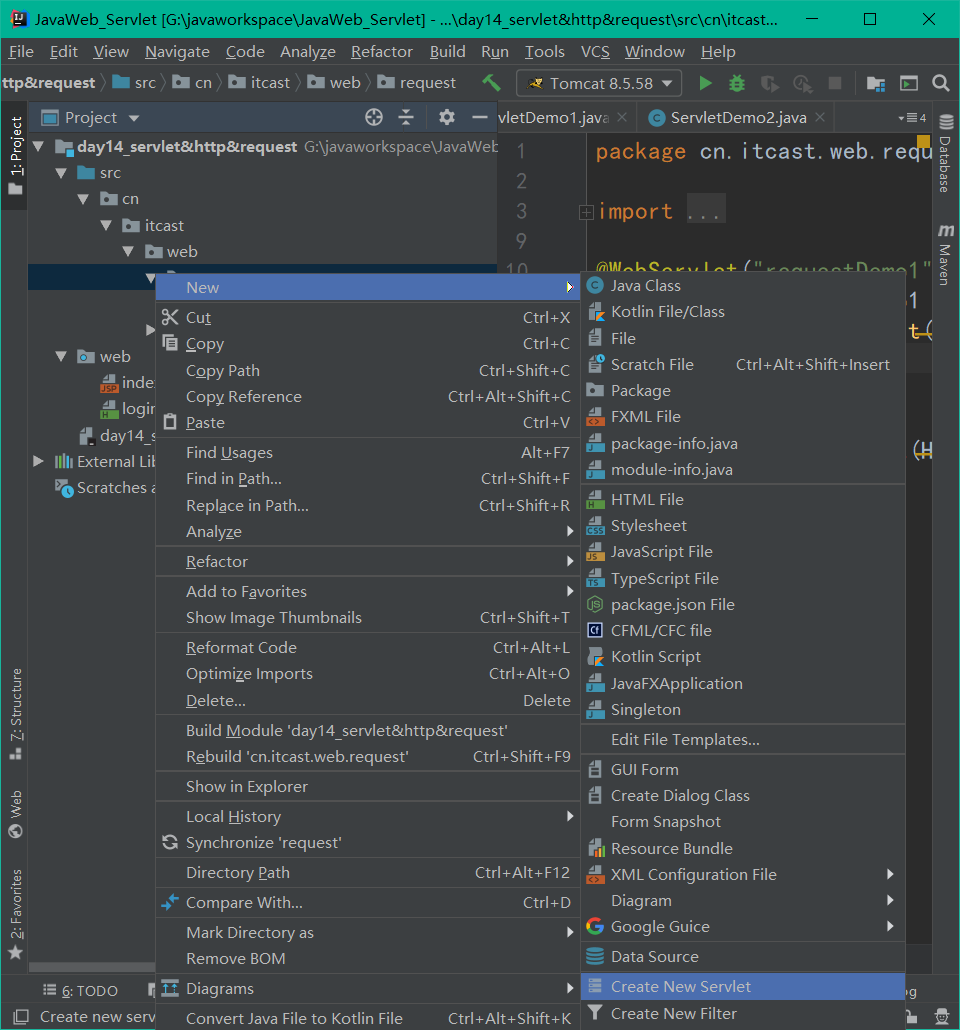 JavaWeb_Servlet [G:\javaworkspace\JavaWeb_Servlet] - ...\day14_servlet&http&request\src\cn\itcast...
File Edit View Navigate Code Analyze Refactor Build Run Tools VCS Window Help
ttp&request src cn itcast web request Tomcat 8.5.58
1: Project
Project
vletDemo1.java
ServletDemo2.java
4
Database
Maven
day14_servlet&http&request G:\javaworkspace\JavaWeb
src
cn
itcast
web
web
inde
login
day14_s
External Lib
Scratches a
1 package cn.itcast.web.requ
2
3 import ...
9
10 @WebServlet("requestDemo1"
1
t(
(H
New
Cut Ctrl+X
Copy Ctrl+C
Copy Path Ctrl+Shift+C
Copy Reference Ctrl+Alt+Shift+C
Paste Ctrl+V
Find Usages Alt+F7
Find in Path... Ctrl+Shift+F
Replace in Path... Ctrl+Shift+R
Analyze
Refactor
Add to Favorites
Show Image Thumbnails Ctrl+Shift+T
Reformat Code Ctrl+Alt+L
Optimize Imports Ctrl+Alt+O
Delete... Delete
Build Module 'day14_servlet&http&request'
Rebuild 'cn.itcast.web.request' Ctrl+Shift+F9
Show in Explorer
Local History
Synchronize 'request'
Directory Path Ctrl+Alt+F12
Compare With... Ctrl+D
Mark Directory as
Remove BOM
Diagrams
Convert Java File to Kotlin File Ctrl+Alt+Shift+K
Java Class
Kotlin File/Class
File
Scratch File Ctrl+Alt+Shift+Insert
Package
FXML File
package-info.java
module-info.java
HTML File
Stylesheet
JavaScript File
TypeScript File
package.json File
CFML/CFC file
Kotlin Script
JavaFXApplication
Singleton
Edit File Templates...
GUI Form
Create Dialog Class
Form Snapshot
Resource Bundle
XML Configuration File
Diagram
Google Guice
Data Source
Create New Servlet
Create New Filter
7: Structure
Web
2: Favorites
6: TODO
og
Create new serv